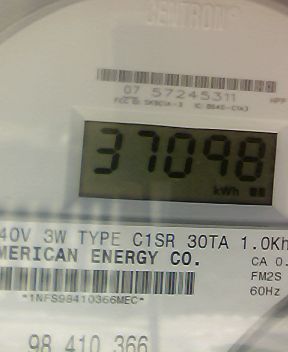 CENTRON®
07 57245311
37098
kWh
40V 3W TYPE C1SR 30TA 1.0Kh
MERICAN ENERGY CO.
CA 0.
FM2S
60Hz
*1NFS98410366MEC*
98 410 366